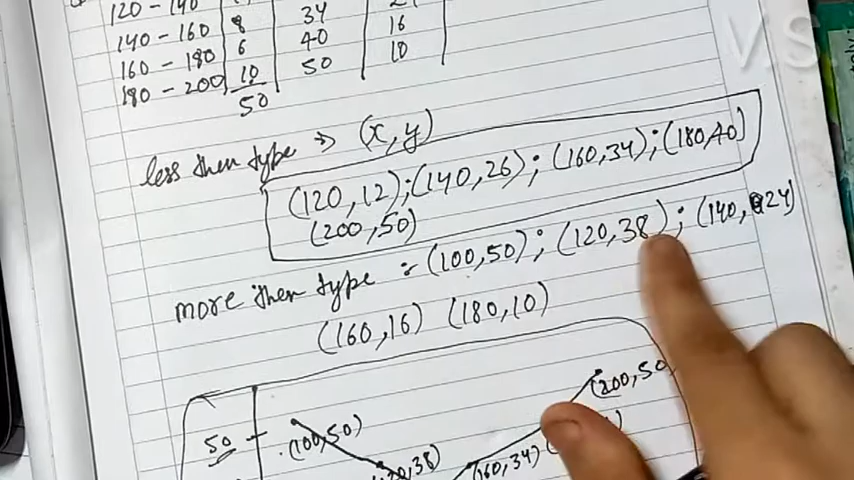 120 - 140
140 - 160 8 34 16
160 - 180 6 40 10
180 - 200 10 50
50
less then type ⇒ (x, y)
(120, 12); (140, 26); (160, 34); (180, 40)
(200, 50)
more then type :- (100, 50); (120, 38); (140, 24)
(160, 16) (180, 10)
(200, 50)
50 (100, 50)
38) (160, 34)
VS